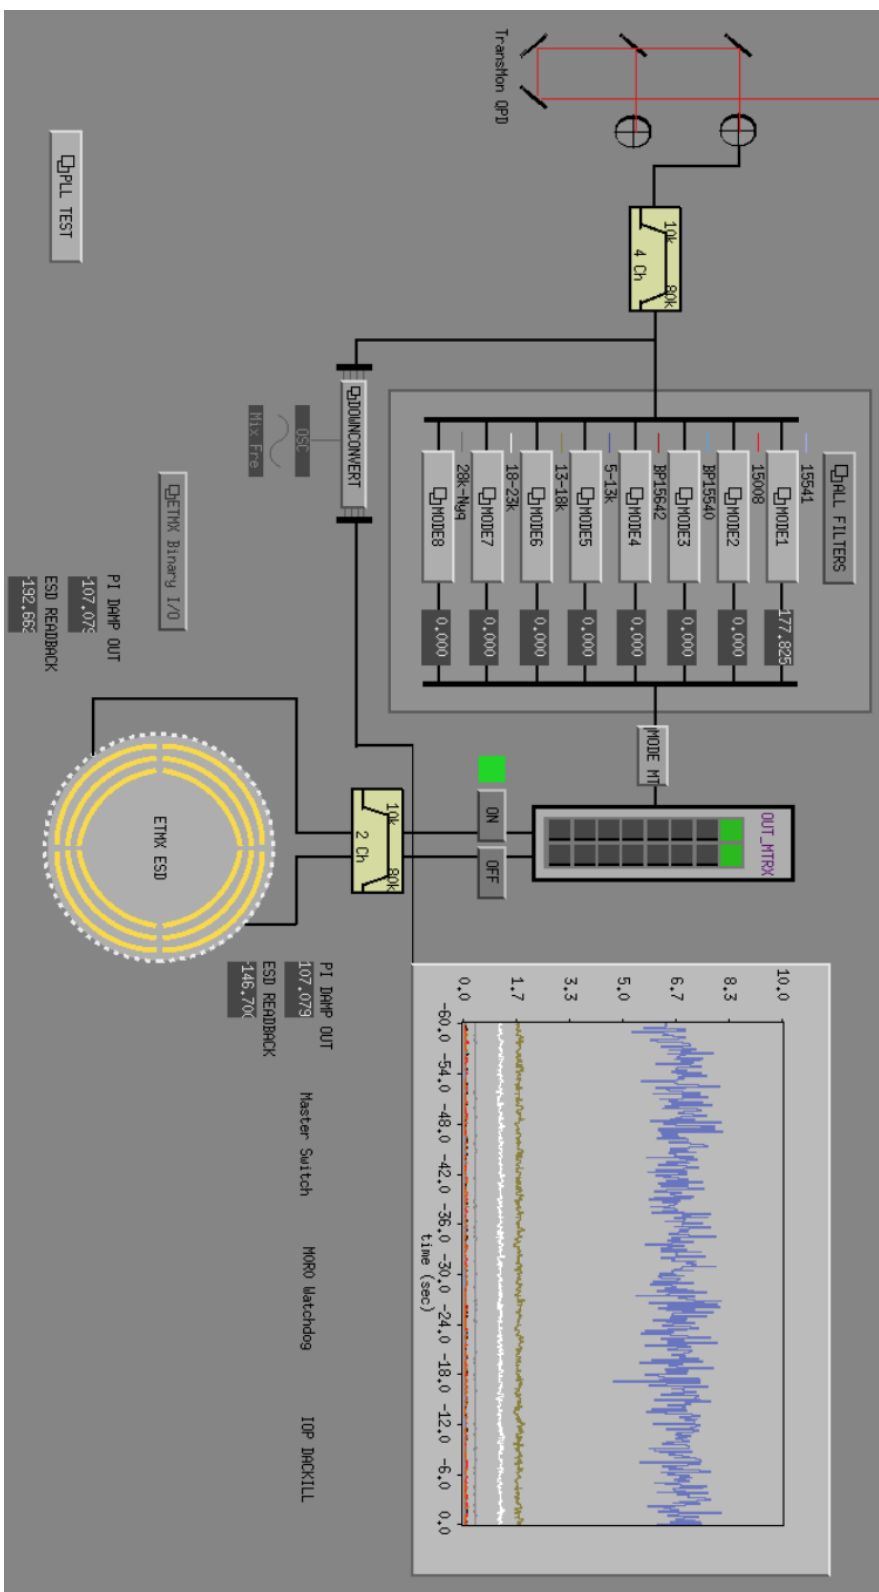 TransMon QPD
PLL TEST
10k
80k
4 Ch
ALL FILTERS
15541
MODE1
177.825
15008
MODE2
0.000
BP15540
MODE3
0.000
BP15642
MODE4
0.000
5-13k
MODE5
0.000
13-18k
MODE6
0.000
18-23k
MODE7
0.000
28k-Nyq
MODE8
0.000
DOWNCONVERT
OSC
Mix Fre
ETMX Binary I/O
MODE MT
OUT_MTRX
ON
OFF
10k
80k
2 Ch
PI DAMP OUT
ESD READBACK
ETMX ESD
PI DAMP OUT
107.079
ESD READBACK
Master Switch
MORO Watchdog
IOP DACKILL
10.0
8.3
6.7
5.0
3.3
1.7
0.0
-60.0 -54.0 -48.0 -42.0 -36.0 -30.0 -24.0 -18.0 -12.0 -6.0 0.0
time (sec)